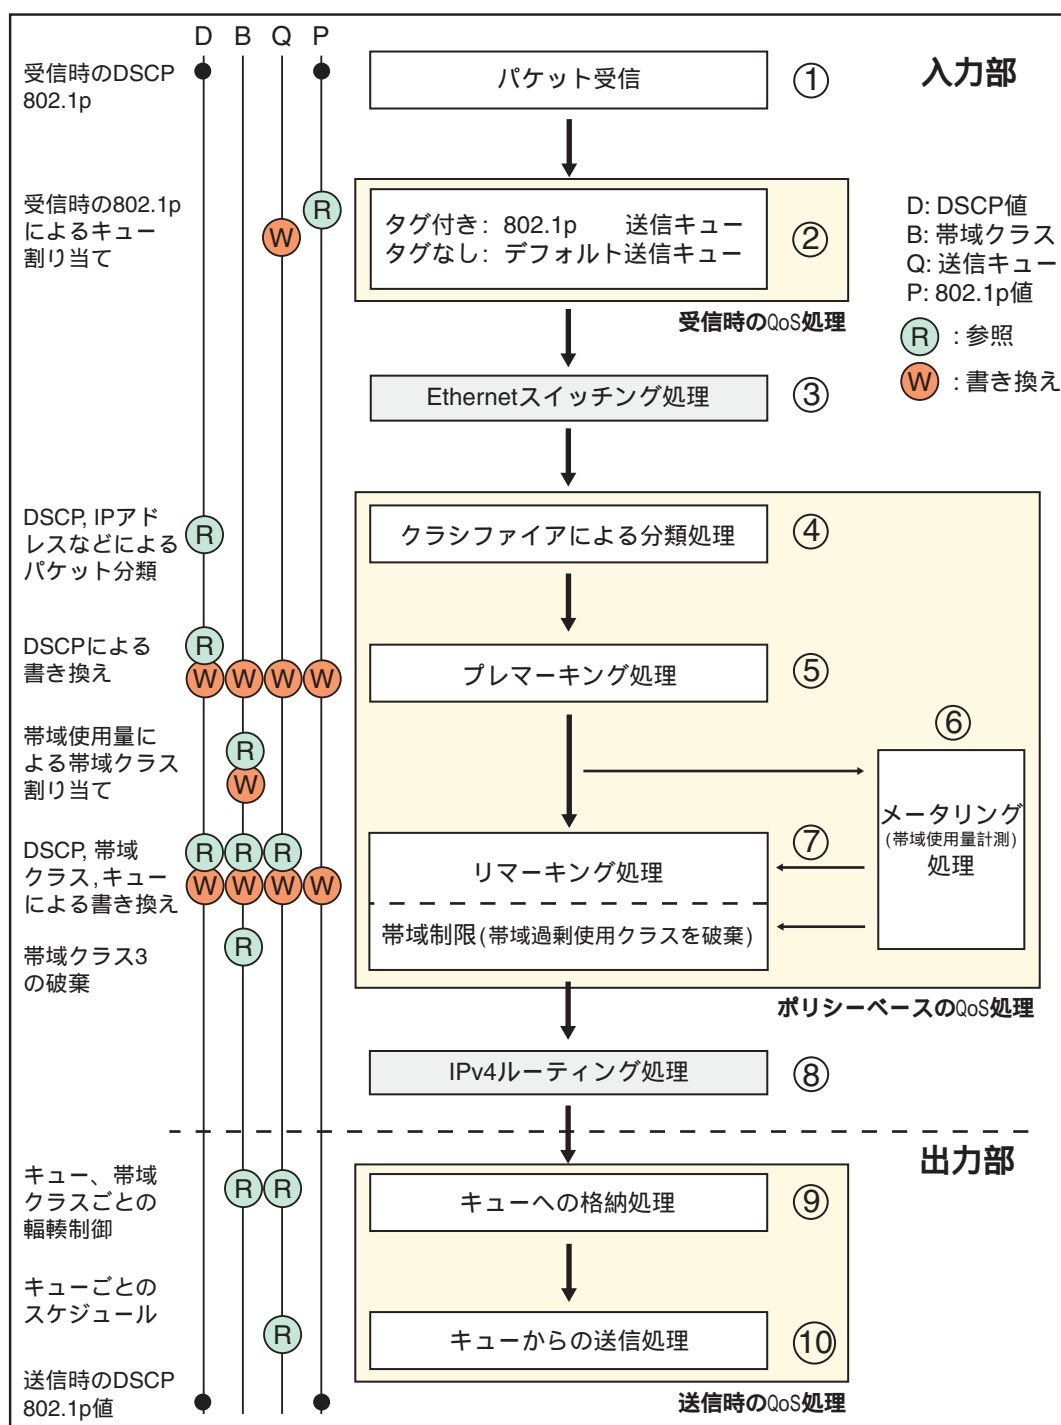 D B Q P
受信時のDSCP
802.1p
パケット受信
①
入力部
受信時の802.1p
によるキュー
割り当て
R
W
タグ付き: 802.1p 送信キュー
タグなし: デフォルト送信キュー
②
受信時のQoS処理
D: DSCP値
B: 帯域クラス
Q: 送信キュー
P: 802.1p値
R : 参照
W : 書き換え
Ethernetスイッチング処理
③
DSCP, IPアド
レスなどによる
パケット分類
R
クラシファイアによる分類処理
④
DSCPによる
書き換え
R
W W W W
プレマーキング処理
⑤
帯域使用量に
よる帯域クラス
割り当て
R
W
⑥
メータリング
(帯域使用量計測)
処理
DSCP, 帯域
クラス,キュー
による書き換え
R R R
W W W W
リマーキング処理
⑦
帯域制限(帯域過剰使用クラスを破棄)
帯域クラス3
の破棄
R
ポリシーベースのQoS処理
IPv4ルーティング処理
⑧
出力部
キュー、帯域
クラスごとの
輻輳制御
R R
キューへの格納処理
⑨
キューごとの
スケジュール
R
キューからの送信処理
⑩
送信時のDSCP
802.1p値
送信時のQoS処理